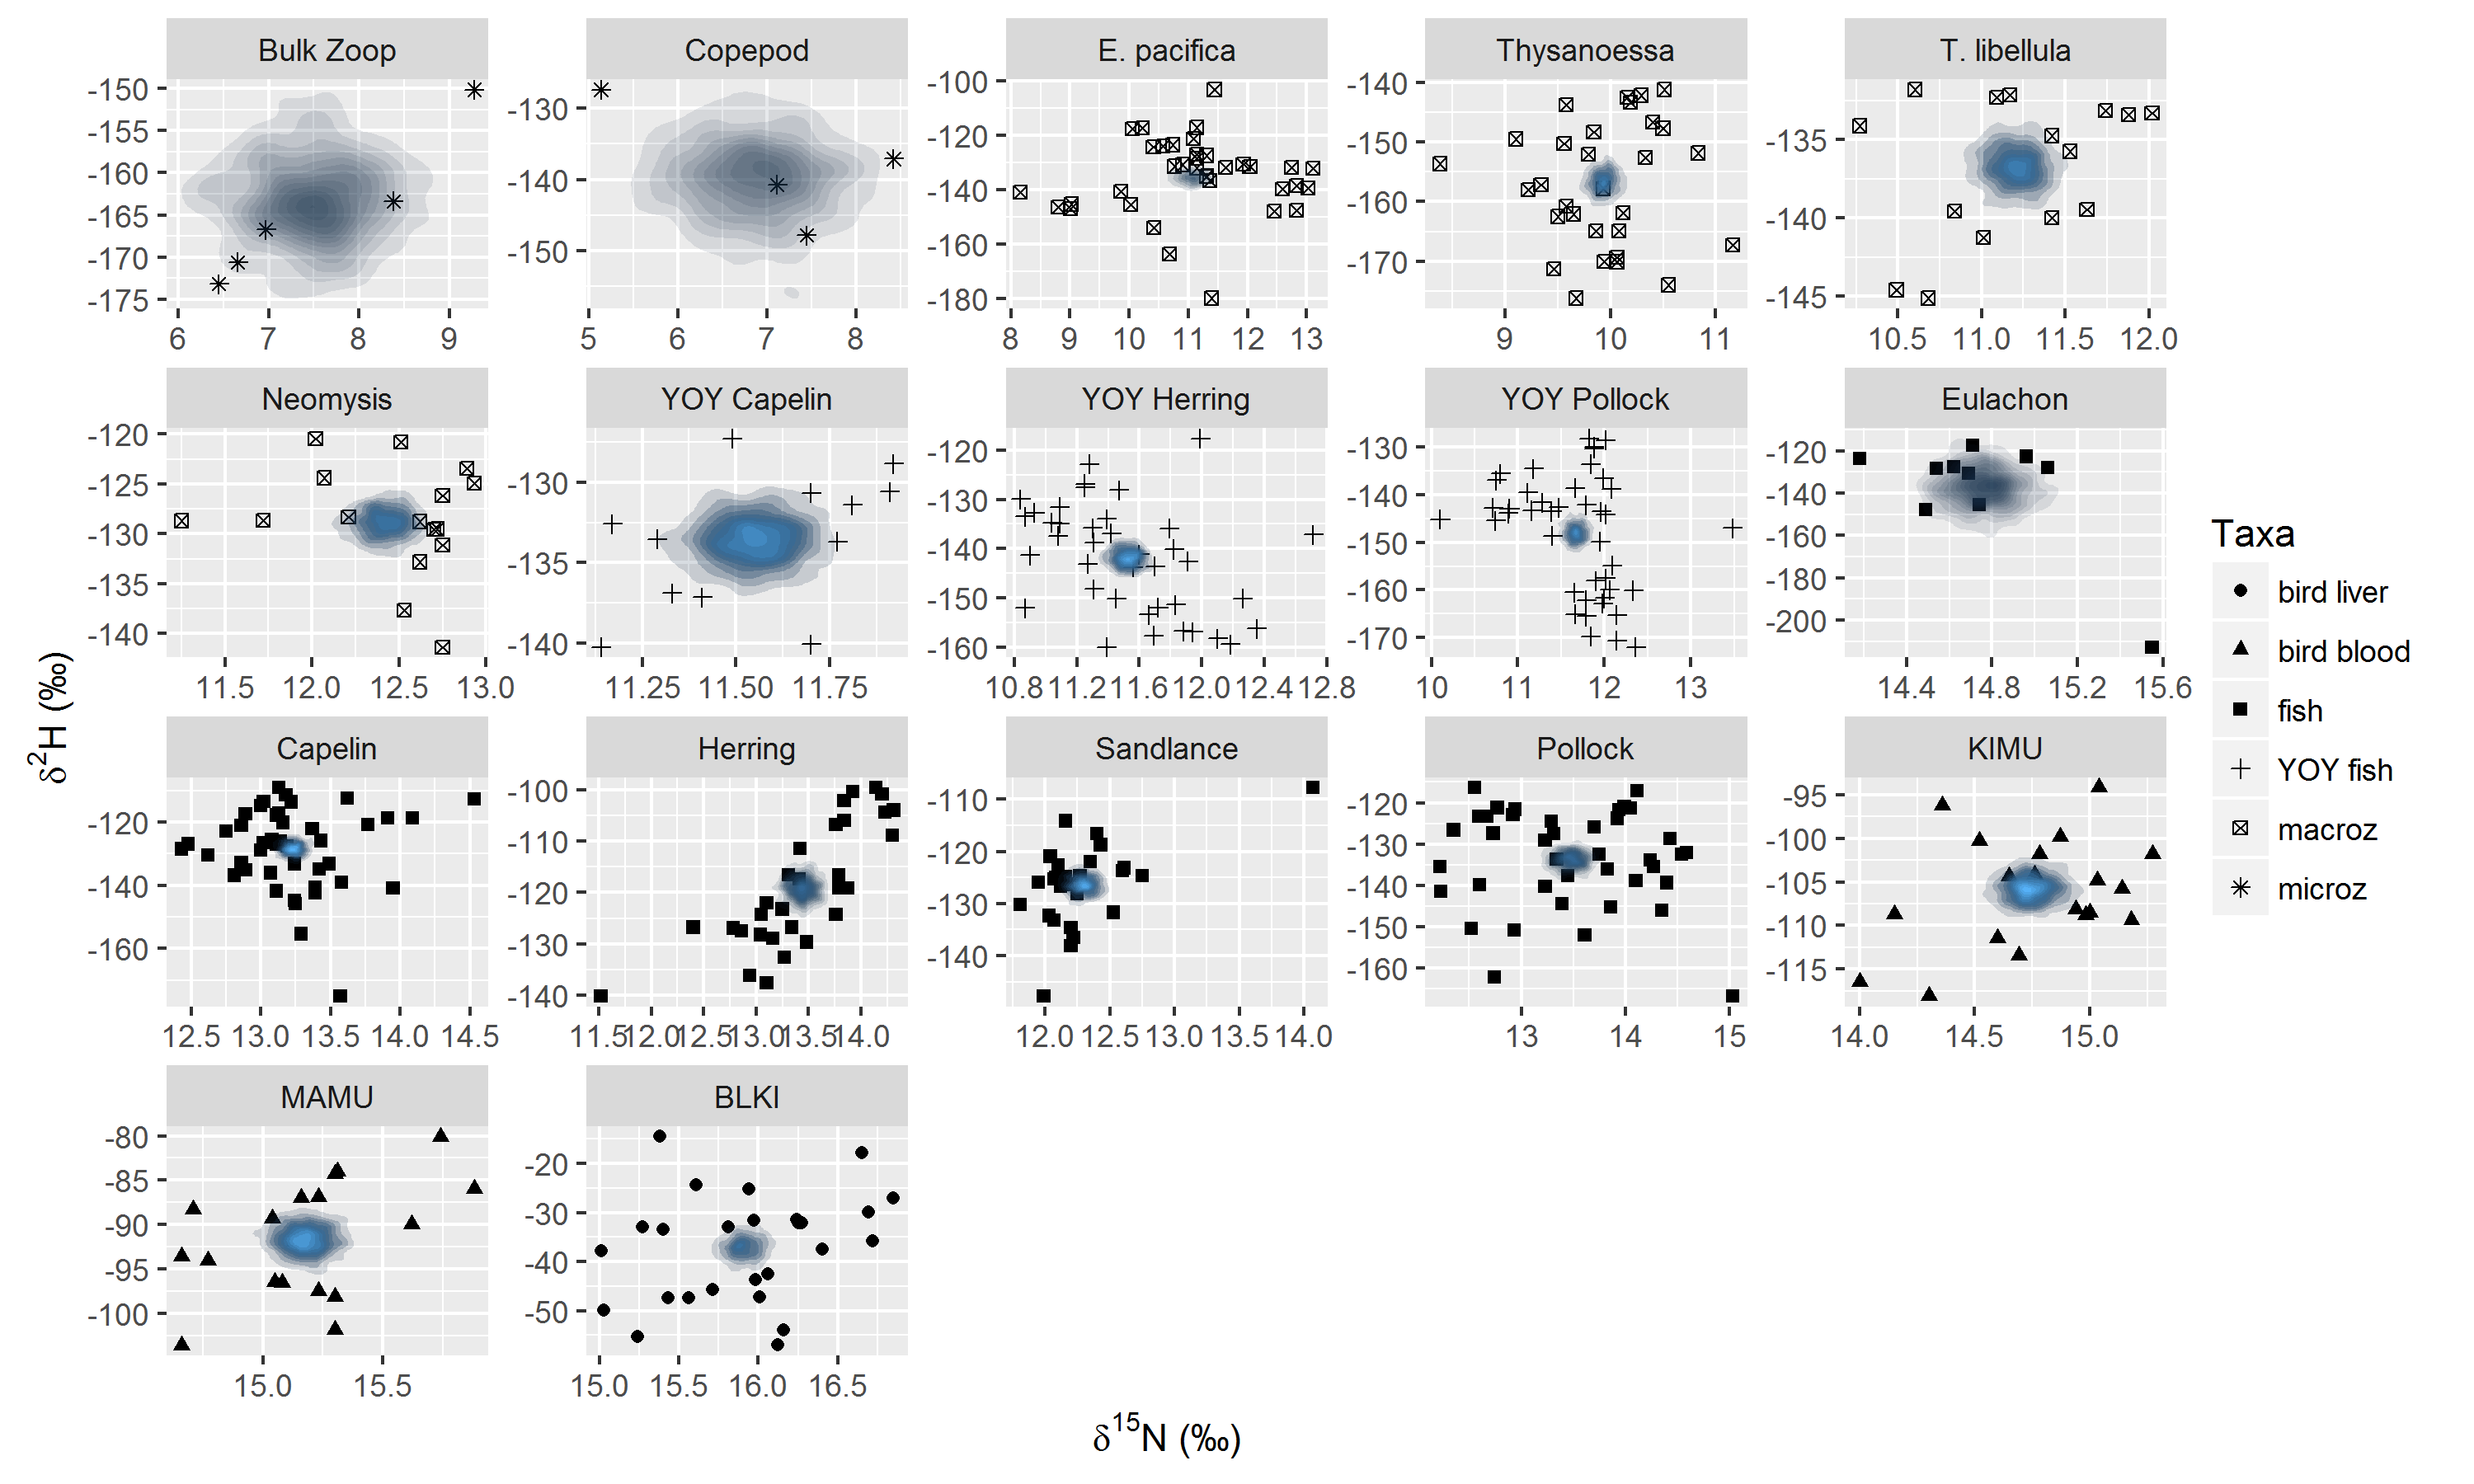 Bulk Zoop
Copepod
E. pacifica
Thysanoessa
T. libellula
-150
-155
-160
-165
-170
-175
6 7 8 9
-130
-140
-150
5 6 7 8
-100
-120
-140
-160
-180
8 9 10 11 12 13
-140
-150
-160
-170
9 10 11
-135
-140
-145
10.5 11.0 11.5 12.0
Neomysis
YOY Capelin
YOY Herring
YOY Pollock
Eulachon
-120
-125
-130
-135
-140
11.5 12.0 12.5 13.0
-130
-135
-140
11.25 11.50 11.75
-120
-130
-140
-150
-160
10.8 11.2 11.6 12.0 12.4 12.8
-130
-140
-150
-160
-170
10 11 12 13
-120
-140
-160
-180
-200
14.4 14.8 15.2 15.6
Capelin
Herring
Sandlance
Pollock
KIMU
-120
-140
-160
12.5 13.0 13.5 14.0 14.5
-100
-110
-120
-130
-140
11.5 12.0 12.5 13.0 13.5 14.0
-110
-120
-130
-140
12.0 12.5 13.0 13.5 14.0
-120
-130
-140
-150
-160
13 14 15
-95
-100
-105
-110
-115
14.0 14.5 15.0
MAMU
BLKI
-80
-85
-90
-95
-100
15.0 15.5
-20
-30
-40
-50
15.0 15.5 16.0 16.5
δ²H (‰)
δ¹⁵N (‰)
Taxa
bird liver
bird blood
fish
YOY fish
macroz
microz